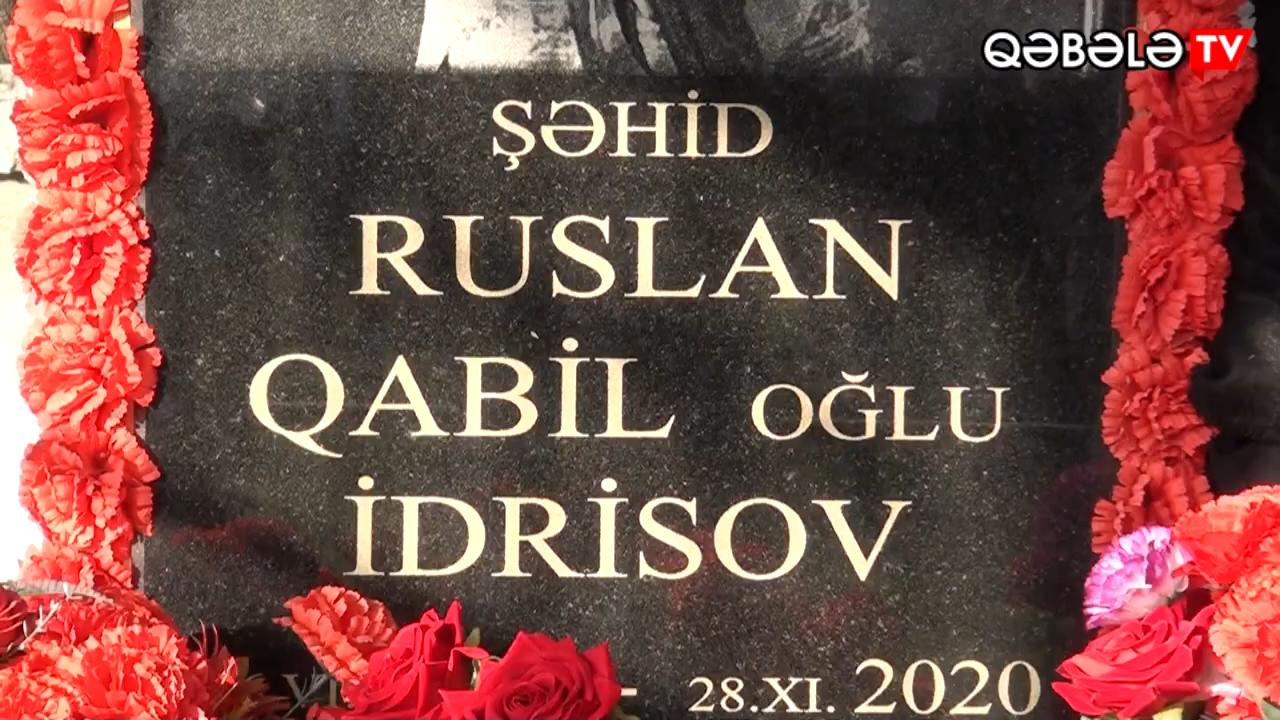 QƏBƏLƏ TV
ŞƏHİD
RUSLAN
QABİL OĞLU
İDRİSOV
- 28.XI. 2020